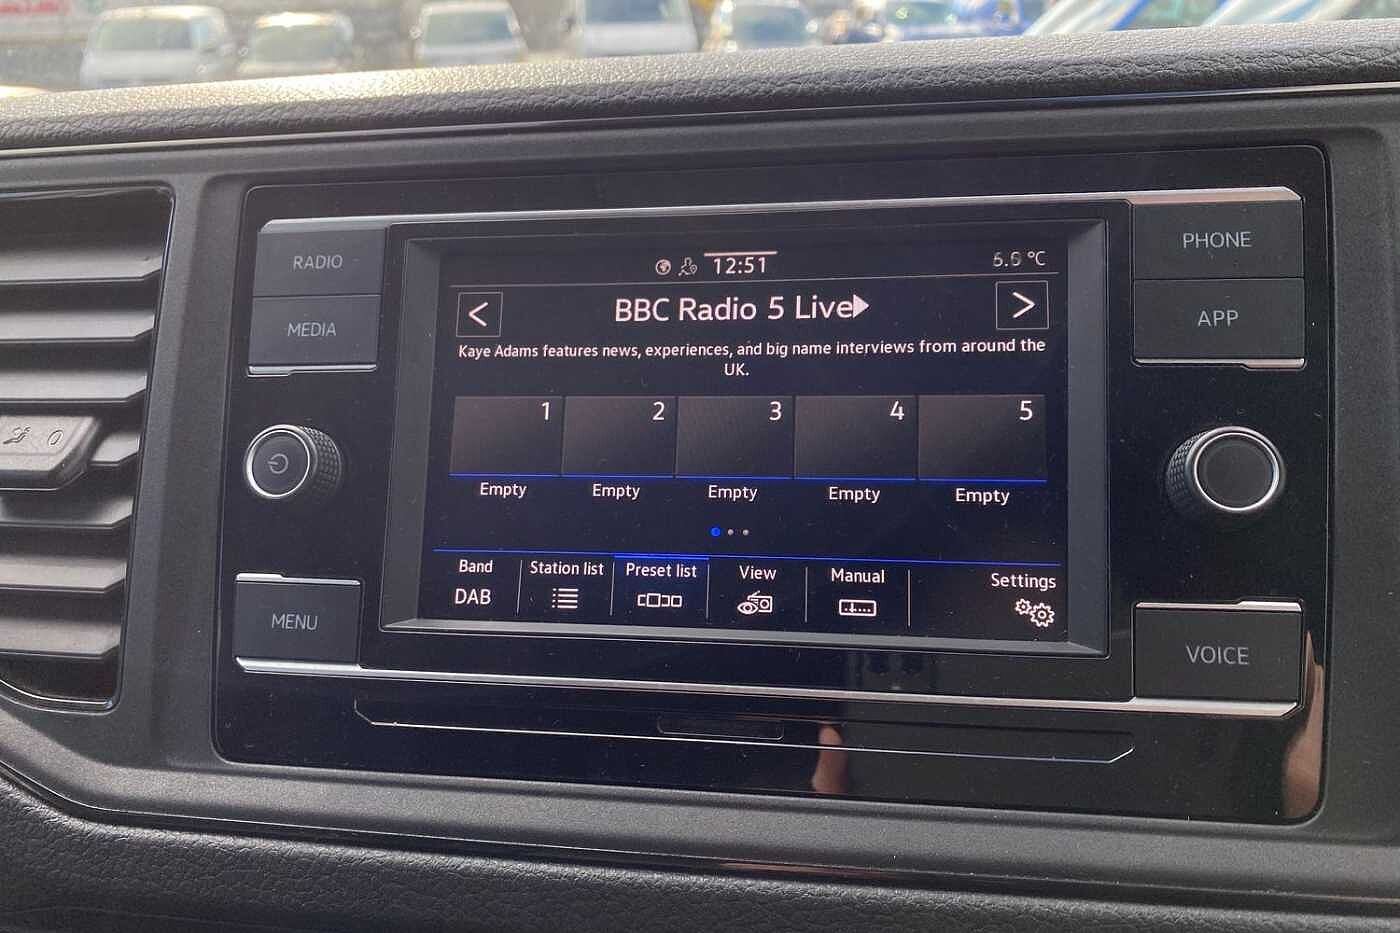 RADIO
MEDIA
MENU
PHONE
APP
VOICE
12:51
°C
BBC Radio 5 Live
Kaye Adams features news, experiences, and big name interviews from around the
UK.
1 2 3 4 5
Empty Empty Empty Empty Empty
Band Station list Preset list View Manual Settings
DAB